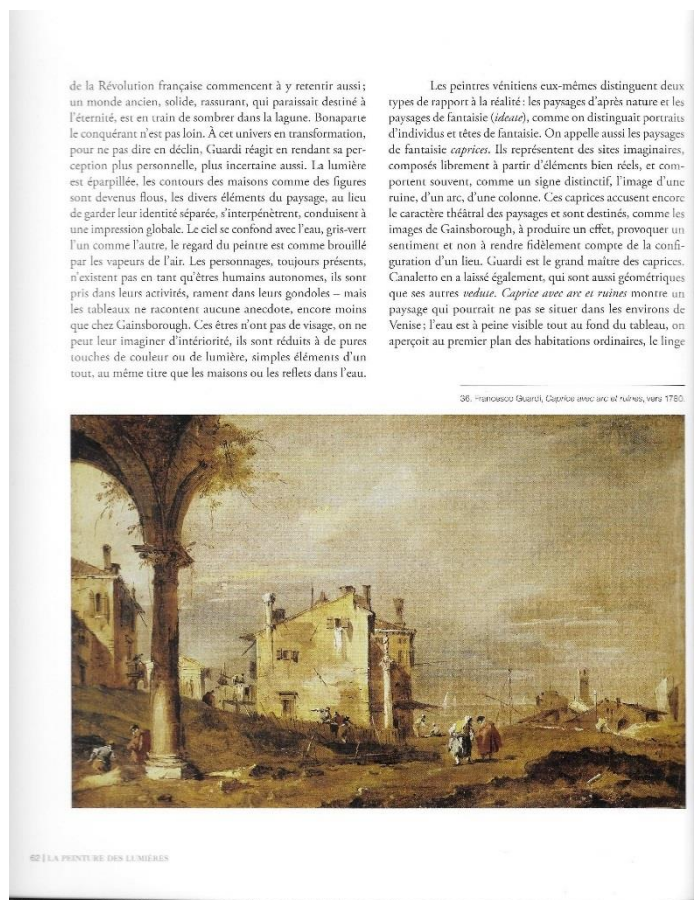 de la Révolution française commencent à y retentir aussi;
un monde ancien, solide, rassurant, qui paraissait destiné à
l'éternité, est en train de sombrer dans la lagune. Bonaparte
le conquérant n'est pas loin. À cet univers en transformation,
pour ne pas dire en déclin, Guardi réagit en rendant sa per-
ception plus personnelle, plus incertaine aussi. La lumière
est éparpillée, les contours des maisons comme des figures
sont devenus flous, les divers éléments du paysage, au lieu
de garder leur identité séparée, s'interpénètrent, conduisent à
une impression globale. Le ciel se confond avec l'eau, gris-vert
l'un comme l'autre, le regard du peintre est comme brouillé
par les vapeurs de l'air. Les personnages, toujours présents,
n'existent pas en tant qu'êtres humains autonomes, ils sont
pris dans leurs activités, rament dans leurs gondoles – mais
les tableaux ne racontent aucune anecdote, encore moins
que chez Gainsborough. Ces êtres n'ont pas de visage, on ne
peut leur imaginer d'intériorité, ils sont réduits à de pures
touches de couleur ou de lumière, simples éléments d'un
tout, au même titre que les maisons ou les reflets dans l'eau.
Les peintres vénitiens eux-mêmes distinguent deux
types de rapport à la réalité : les paysages d'après nature et les
paysages de fantaisie (ideate), comme on distinguait portraits
d'individus et têtes de fantaisie. On appelle aussi les paysages
de fantaisie caprices. Ils représentent des sites imaginaires,
composés librement à partir d'éléments bien réels, et com-
portent souvent, comme un signe distinctif, l'image d'une
ruine, d'un arc, d'une colonne. Ces caprices accusent encore
le caractère théâtral des paysages et sont destinés, comme les
images de Gainsborough, à produire un effet, provoquer un
sentiment et non à rendre fidèlement compte de la confi-
guration d'un lieu. Guardi est le grand maître des caprices.
Canaletto en a laissé également, qui sont aussi géométriques
que ses autres vedute. Caprice avec arc et ruines montre un
paysage qui pourrait ne pas se situer dans les environs de
Venise ; l'eau est à peine visible tout au fond du tableau, on
aperçoit au premier plan des habitations ordinaires, le linge
36. Francesco Guardi, Caprice avec arc et ruines, vers 1780.
62 | LA PEINTURE DES LUMIÈRES